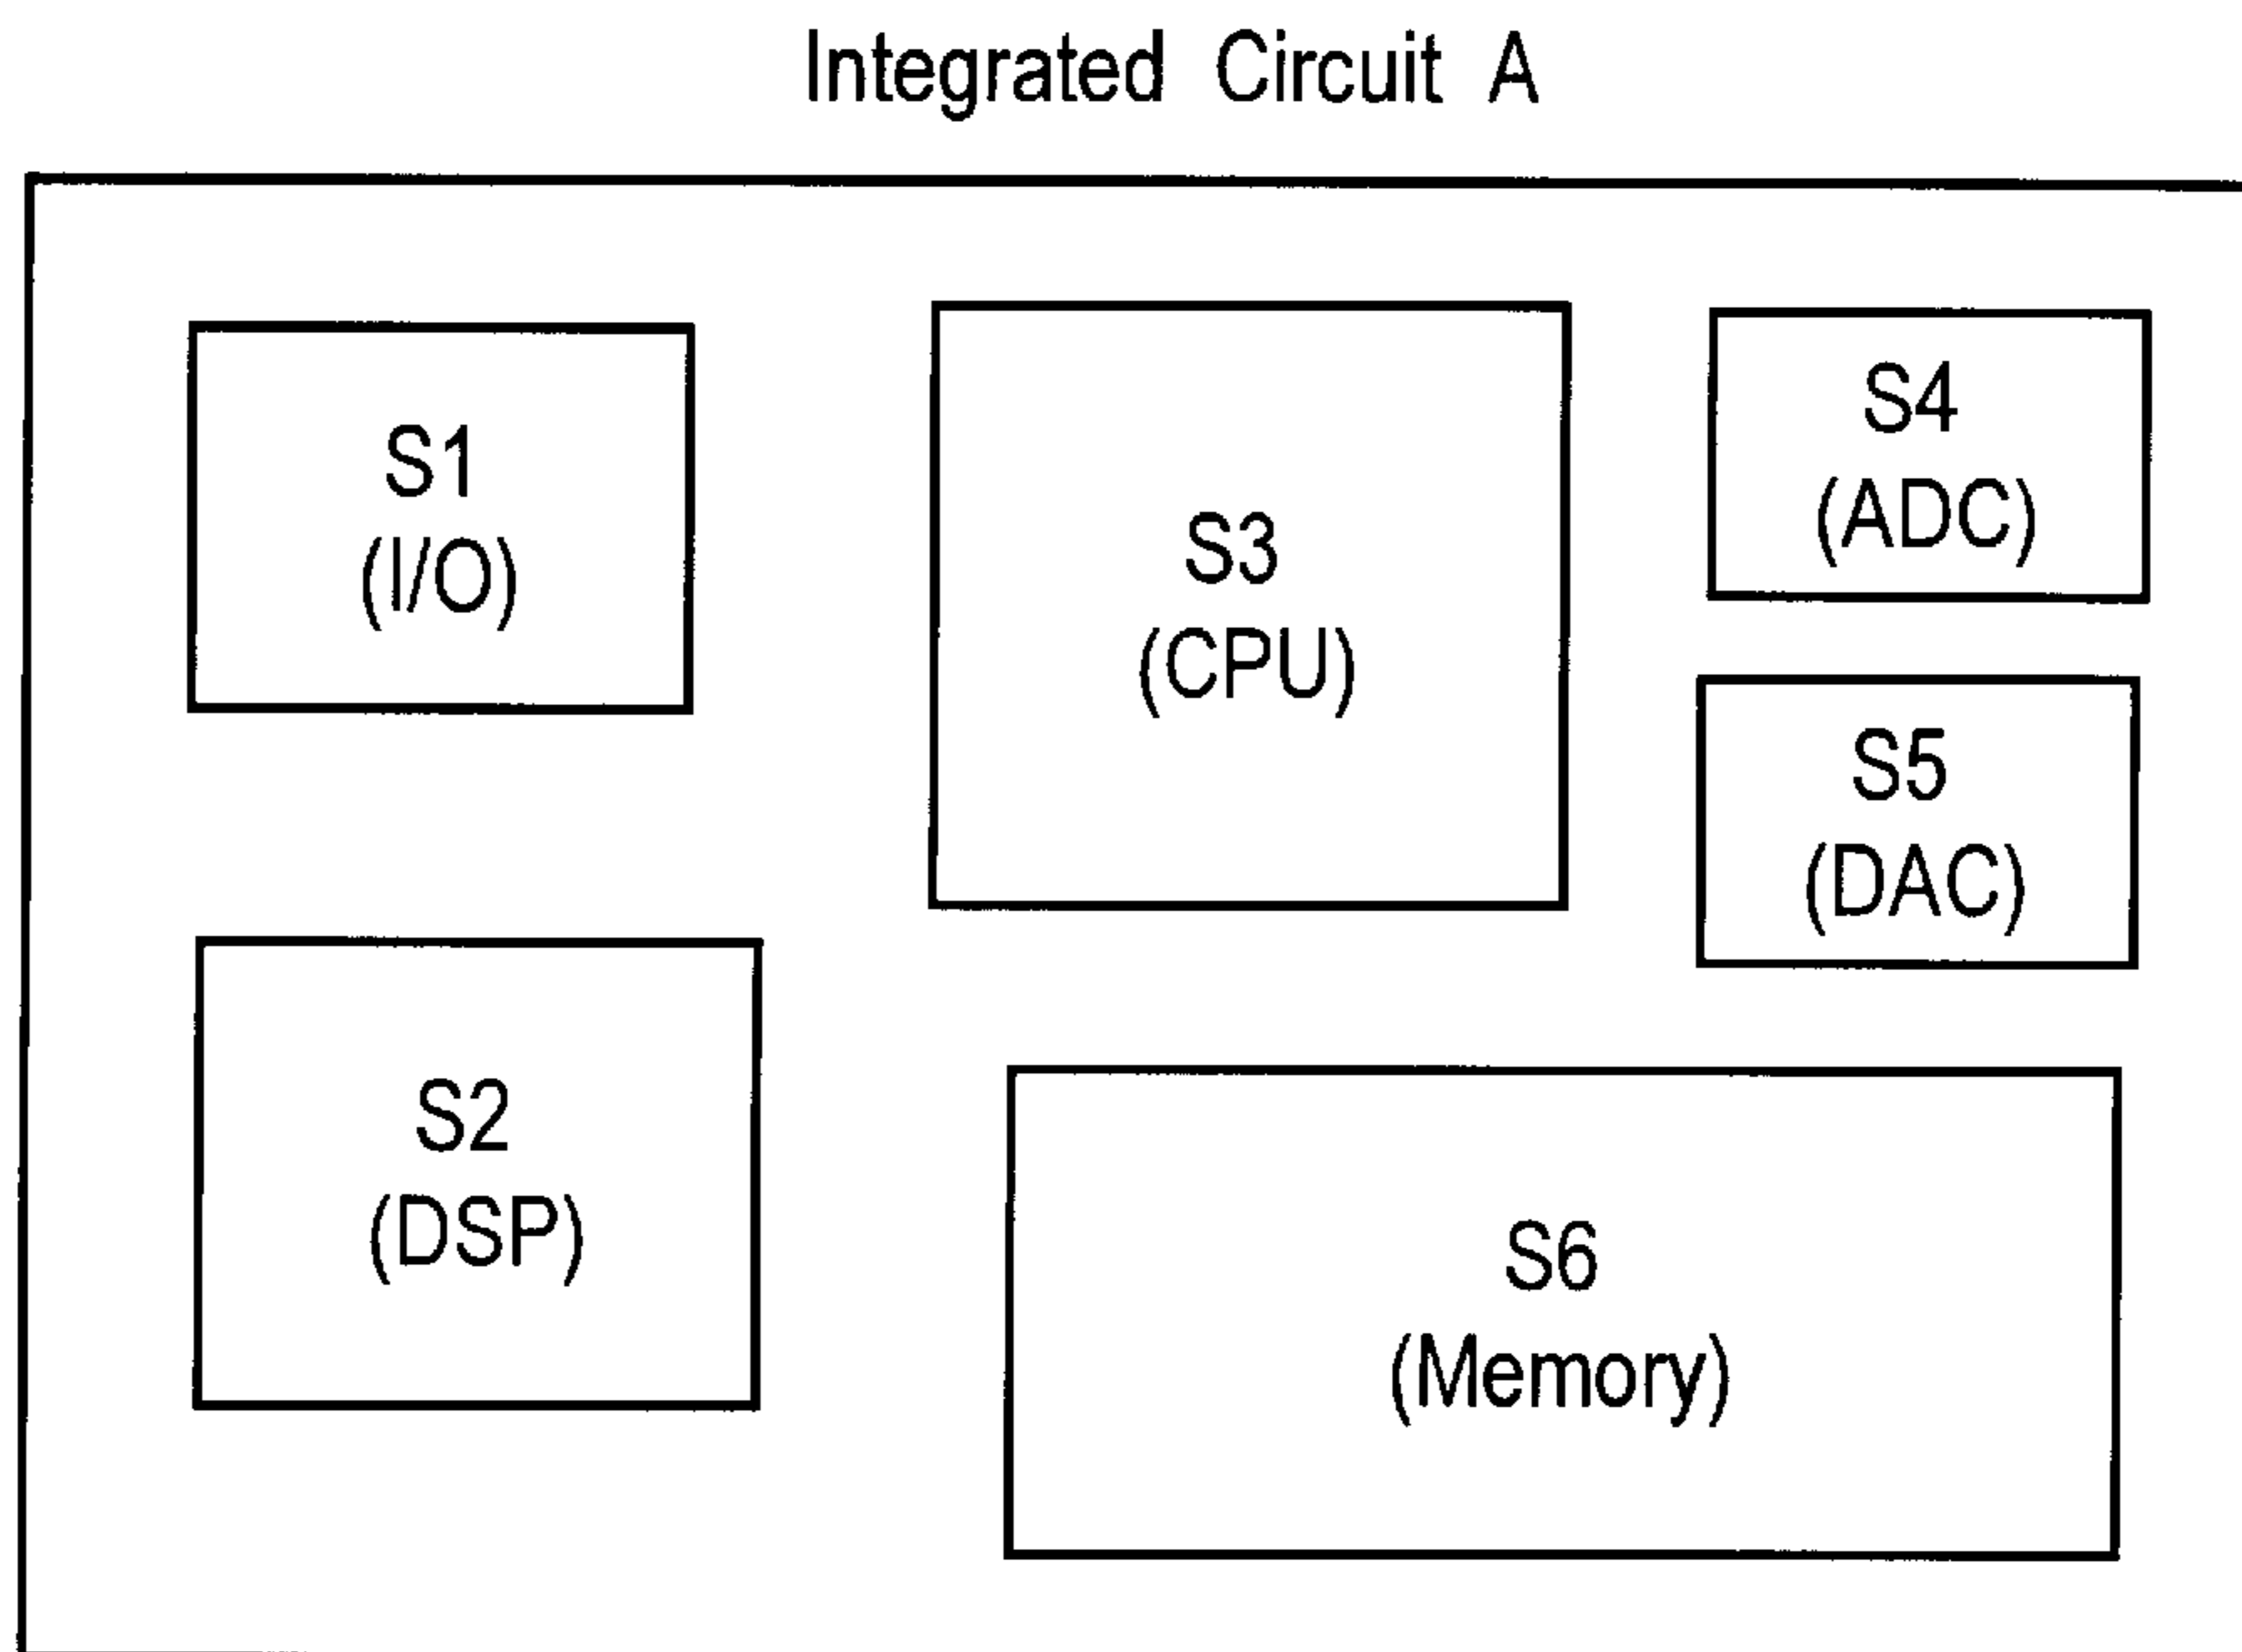 Integrated Circuit A
S1
(I/O)
S3
(CPU)
S4
(ADC)
S5
(DAC)
S2
(DSP)
S6
(Memory)